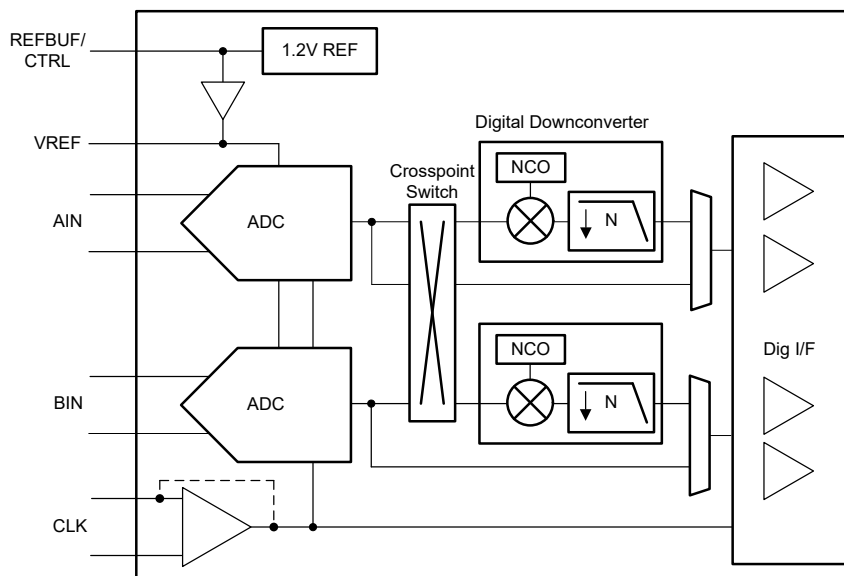 REFBUF/
CTRL
1.2V REF
VREF
Digital Downconverter
NCO
Crosspoint
Switch
AIN
ADC
N
NCO
Dig I/F
BIN
ADC
N
CLK